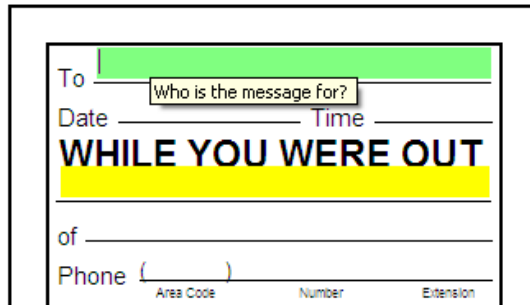 To
Who is the message for?
Date Time
WHILE YOU WERE OUT
of
Phone ( )
Area Code Number Extension